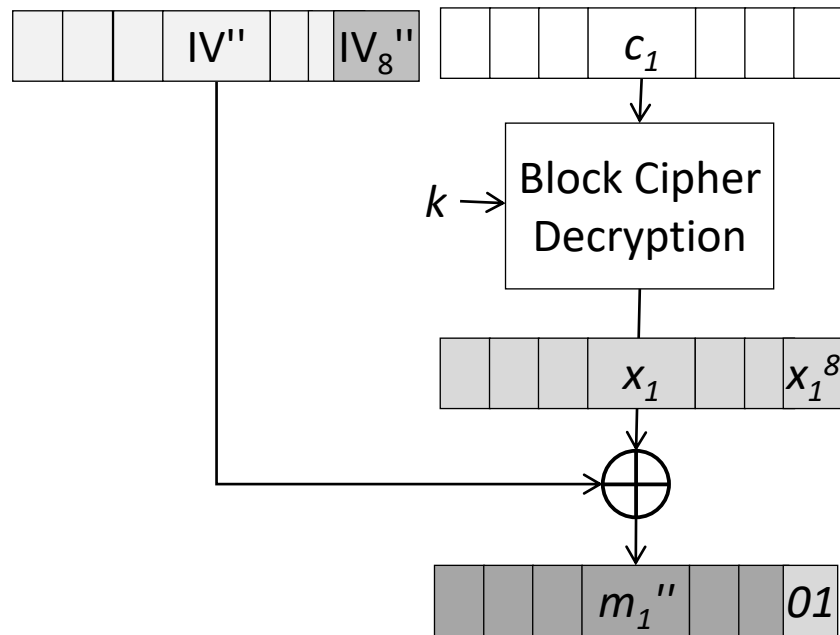 IV'' IV₈'' c₁
k Block Cipher
Decryption
x₁ x₁⁸
m₁'' 01